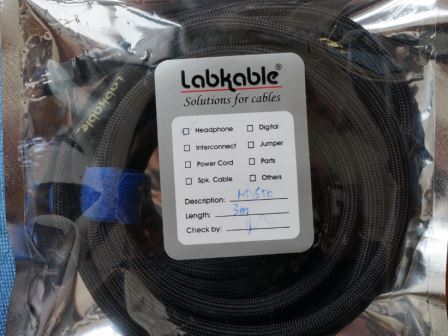 Labkable®
Solutions for cables
Headphone Digital
Interconnect Jumper
Power Cord Parts
Spk. Cable Others
Description: HD650
Length: 3m
Check by:
Labkable